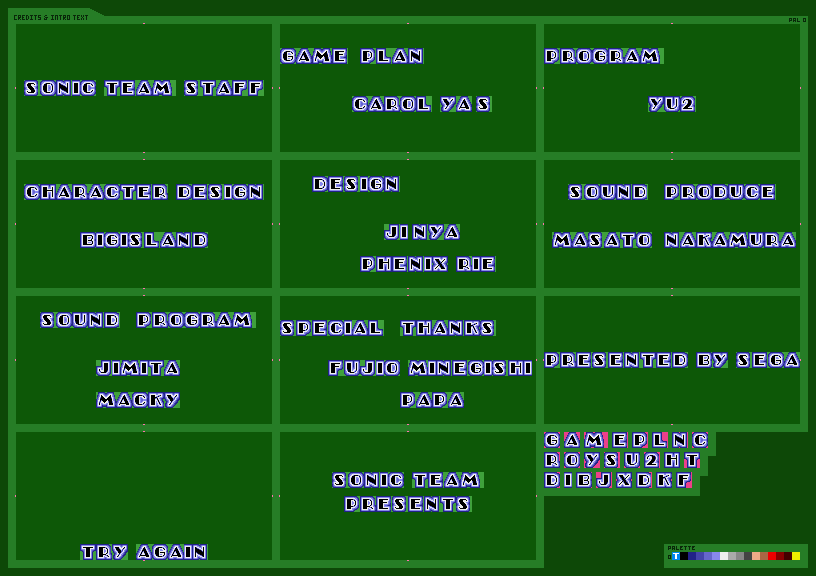 CREDITS & INTRO TEXT
PAL 0
SONIC TEAM STAFF
GAME PLAN
CAROL YAS
PROGRAM
YU2
CHARACTER DESIGN
BIGISLAND
DESIGN
JINYA
PHENIX RIE
SOUND PRODUCE
MASATO NAKAMURA
SOUND PROGRAM
JIMITA
MACKY
SPECIAL THANKS
FUJIO MINEGISHI
PAPA
PRESENTED BY SEGA
TRY AGAIN
SONIC TEAM
PRESENTS
GAMEPLNC
ROYSU2HT
DIBJXDKF
PALETTE
0 T